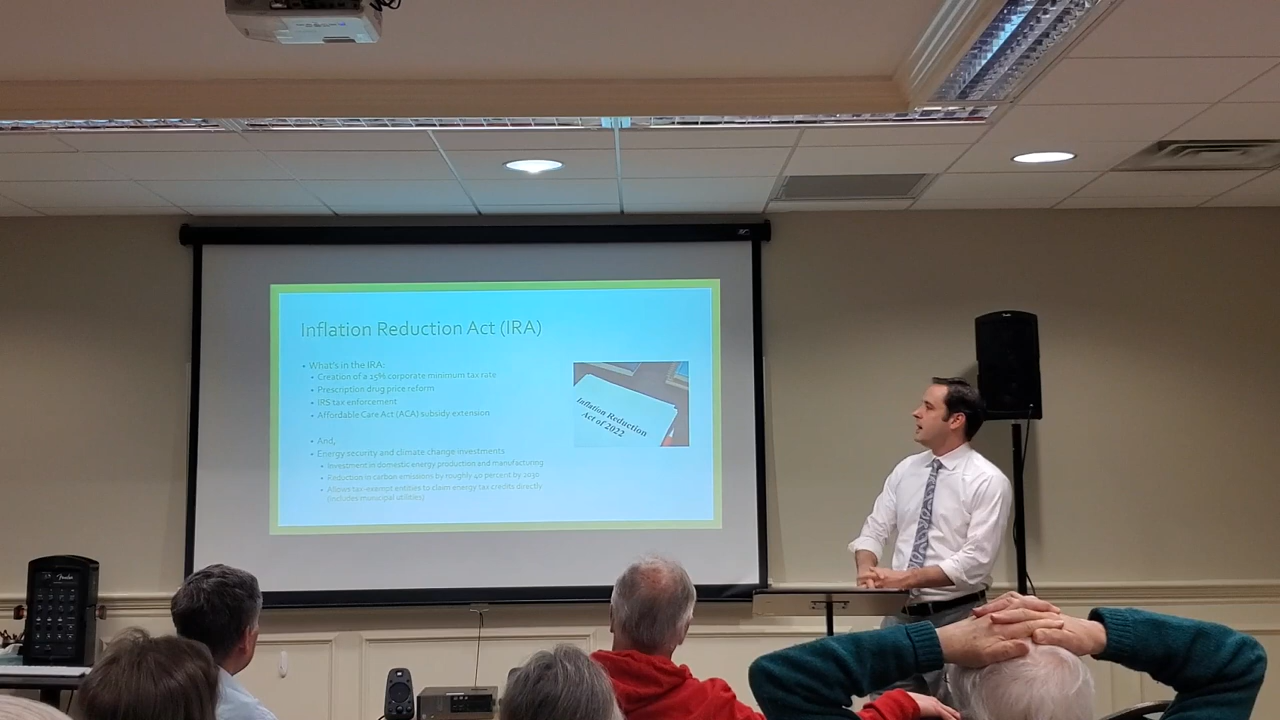 Inflation Reduction Act (IRA)
• What's in the IRA:
• Creation of a 15% corporate minimum tax rate
• Prescription drug price reform
• IRS tax enforcement
• Affordable Care Act (ACA) subsidy extension
• And,
• Energy security and climate change investments
• Investment in domestic energy production and manufacturing
• Reduction in carbon emissions by roughly 40 percent by 2030
• Allows tax-exempt entities to claim energy tax credits directly
(includes municipal utilities)
Inflation Reduction
Act of 2022
Fender